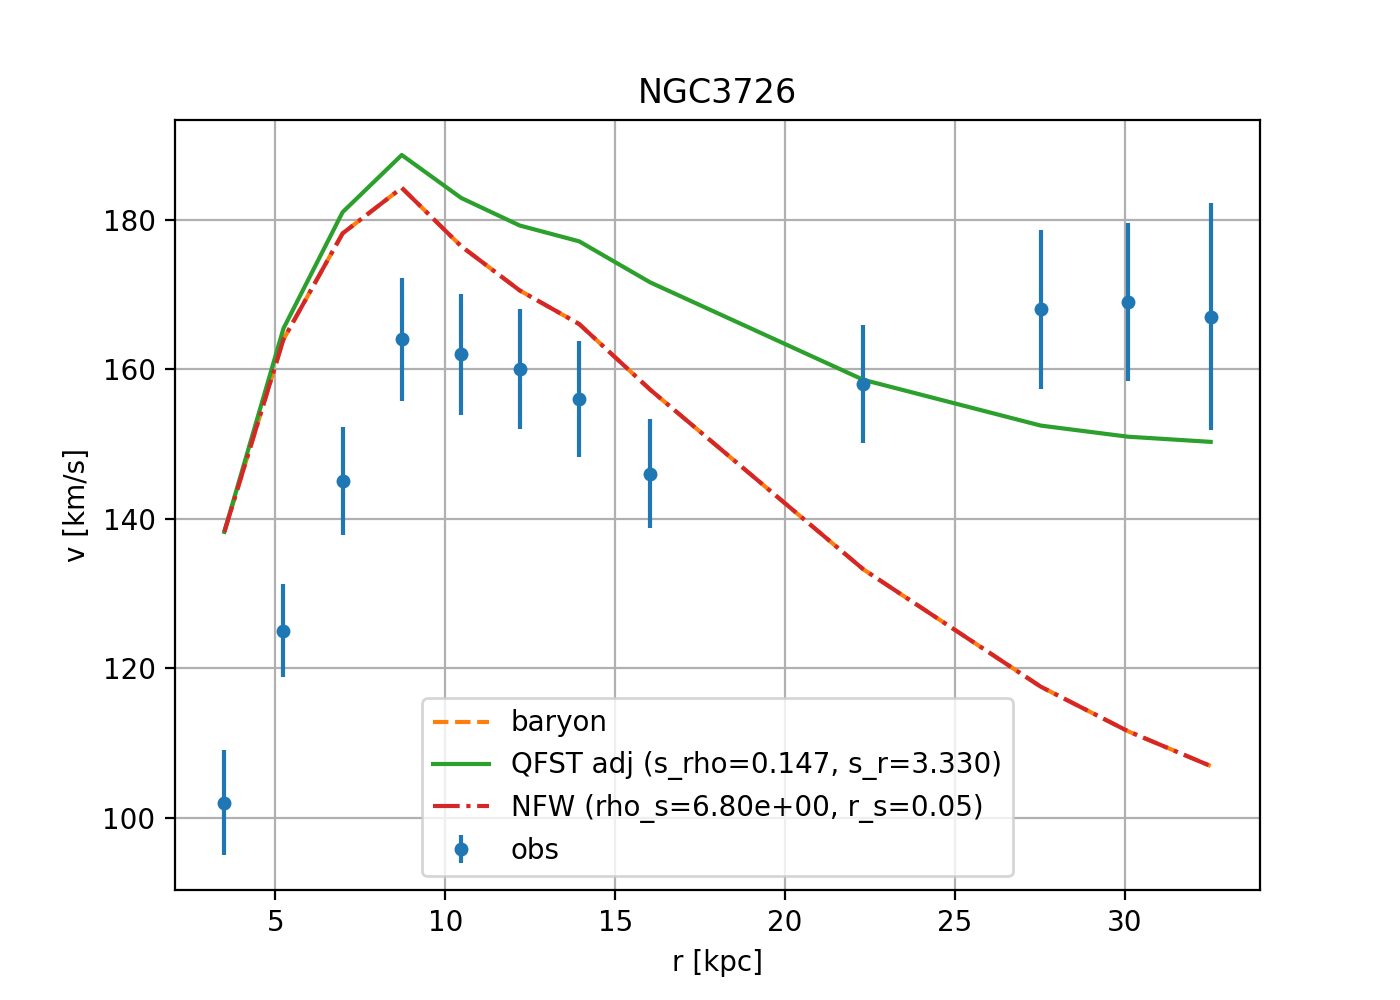 NGC3726
v [km/s]
180
160
140
120
100
baryon
QFST adj (s_rho=0.147, s_r=3.330)
NFW (rho_s=6.80e+00, r_s=0.05)
obs
5 10 15 20 25 30
r [kpc]